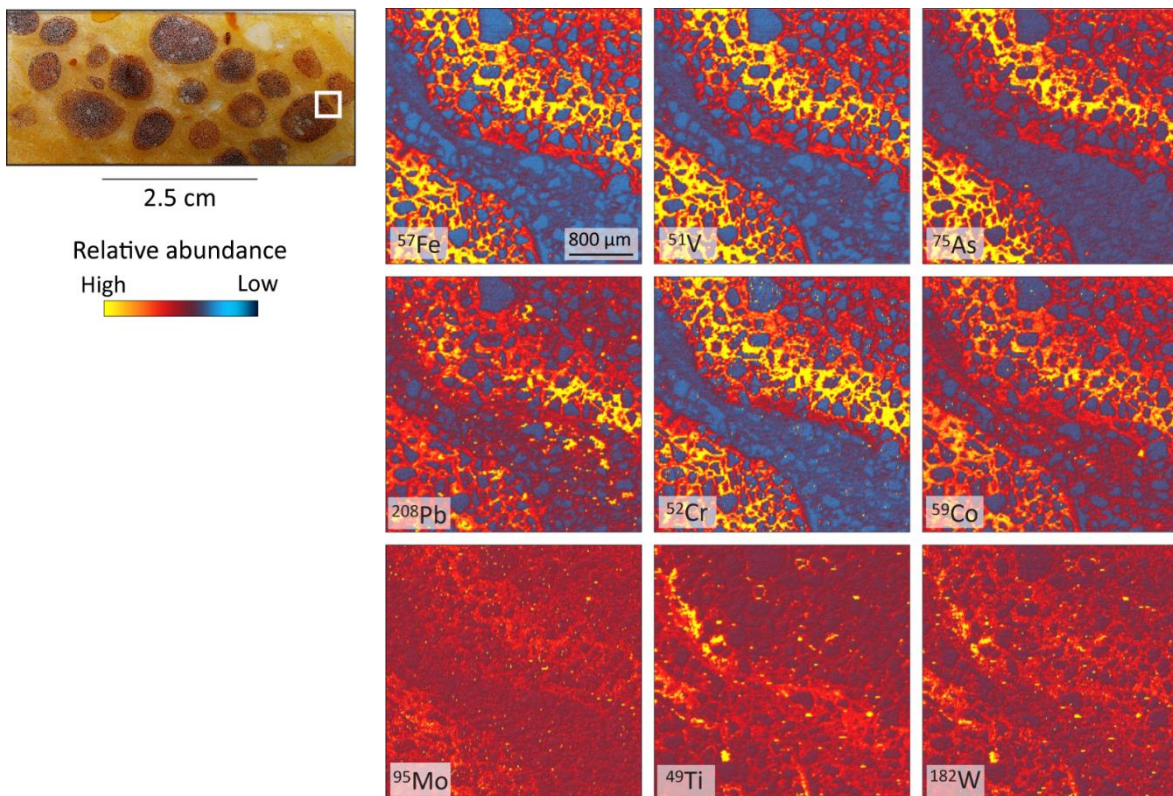 2.5 cm
Relative abundance
High Low
⁵⁷Fe
800 µm
⁵¹V
⁷⁵As
²⁰⁸Pb
⁵²Cr
⁵⁹Co
⁹⁵Mo
⁴⁹Ti
¹⁸²W